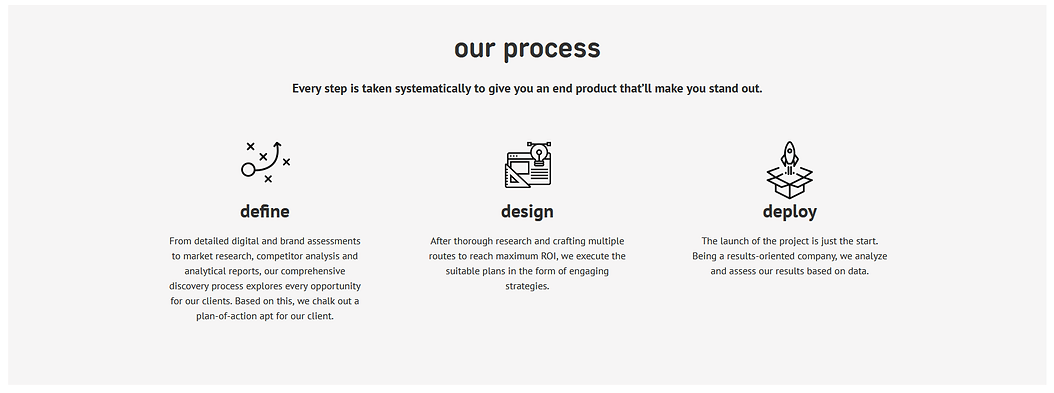 our process
Every step is taken systematically to give you an end product that'll make you stand out.
define
From detailed digital and brand assessments
to market research, competitor analysis and
analytical reports, our comprehensive
discovery process explores every opportunity
for our clients. Based on this, we chalk out a
plan-of-action apt for our client.
design
After thorough research and crafting multiple
routes to reach maximum ROI, we execute the
suitable plans in the form of engaging
strategies.
deploy
The launch of the project is just the start.
Being a results-oriented company, we analyze
and assess our results based on data.